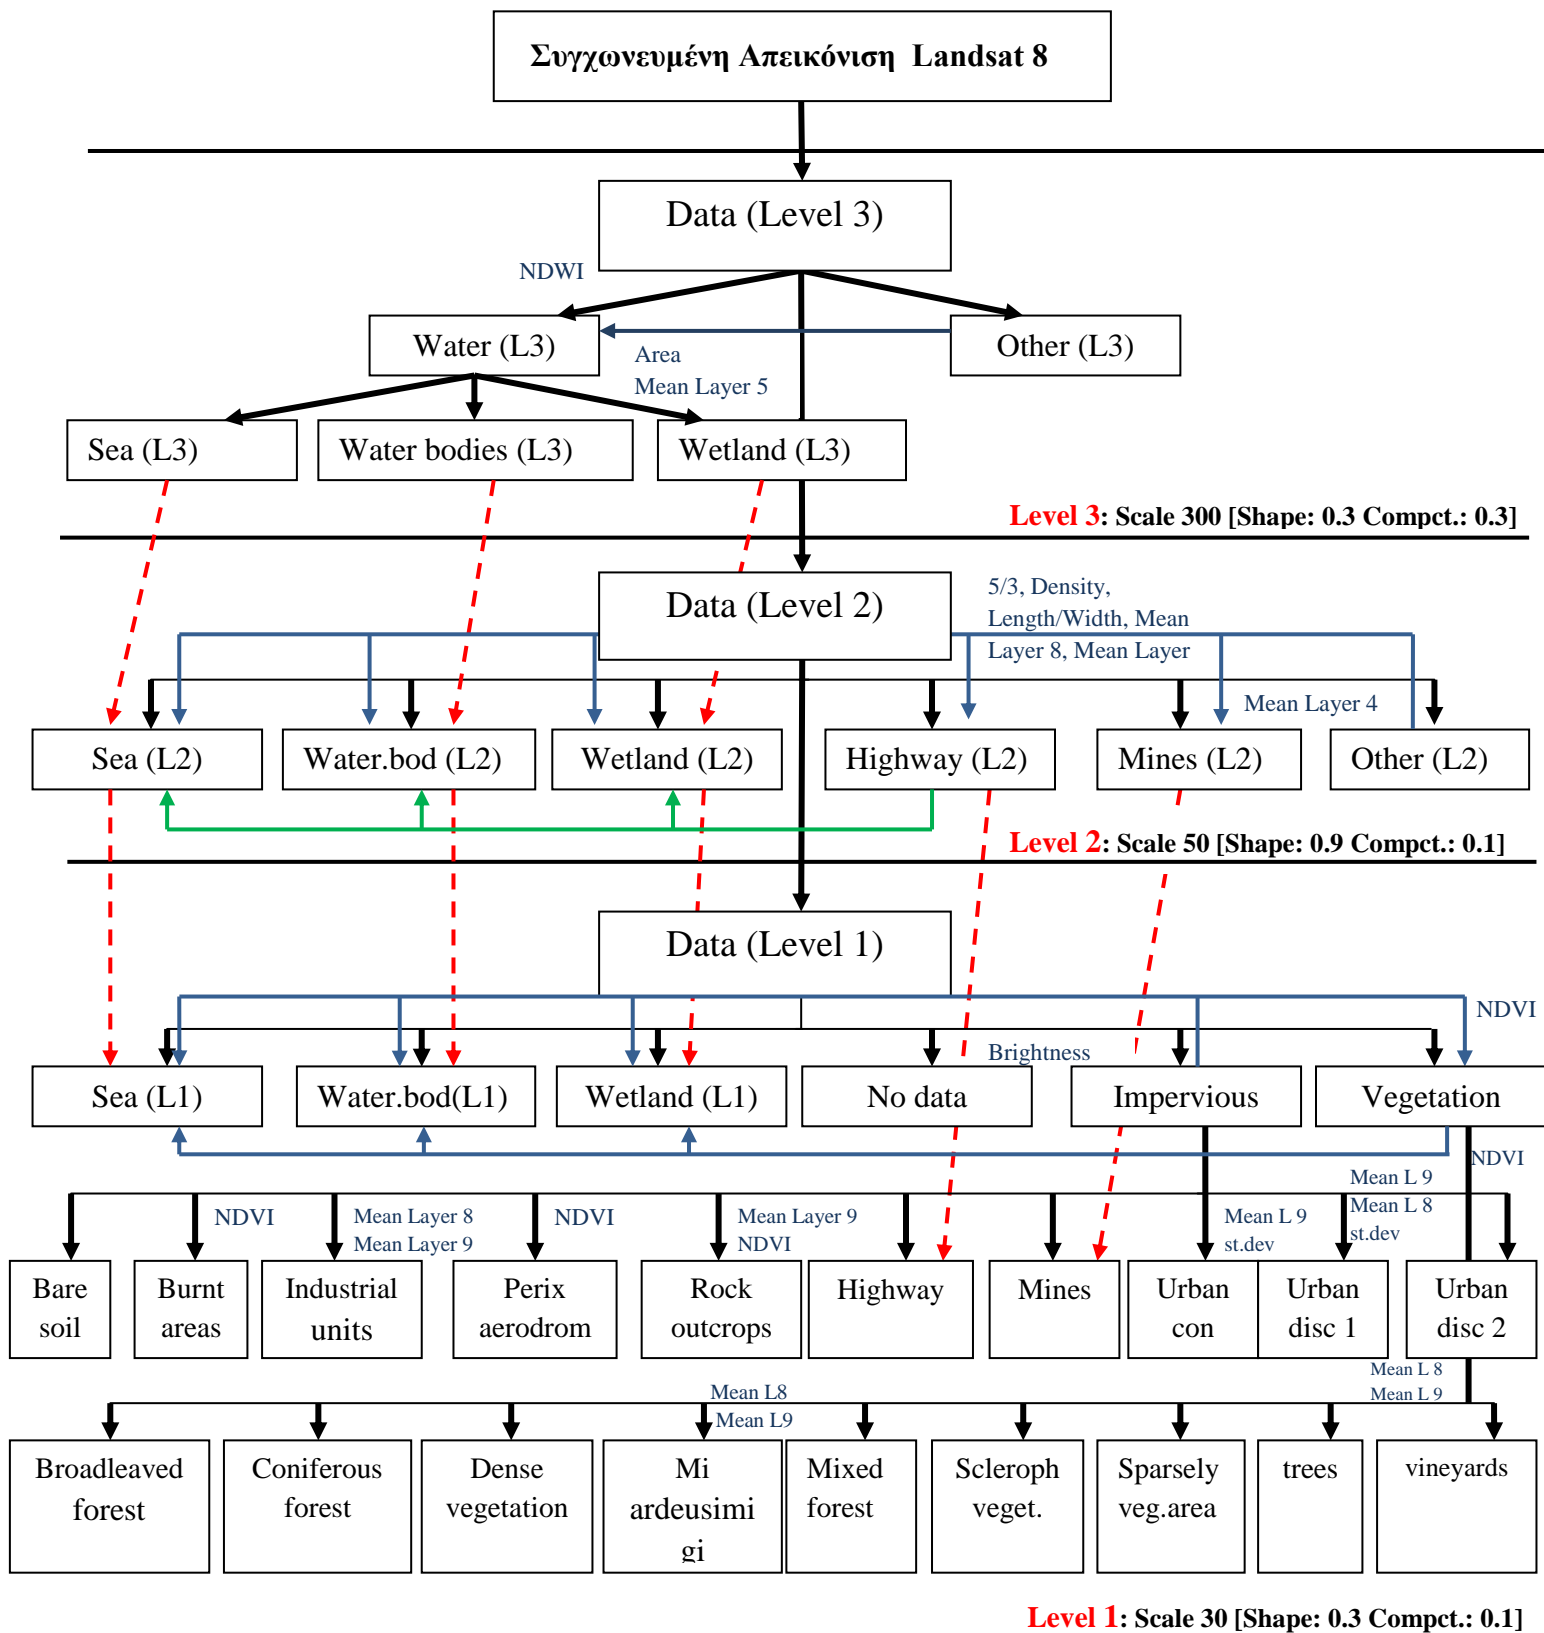 Συγχωνευμένη Απεικόνιση Landsat 8
Data (Level 3)
NDWI
Water (L3)
Other (L3)
Area
Mean Layer 5
Sea (L3)
Water bodies (L3)
Wetland (L3)
Level 3: Scale 300 [Shape: 0.3 Compct.: 0.3]
Data (Level 2)
5/3, Density,
Length/Width, Mean
Layer 8, Mean Layer
Mean Layer 4
Sea (L2)
Water.bod (L2)
Wetland (L2)
Highway (L2)
Mines (L2)
Other (L2)
Level 2: Scale 50 [Shape: 0.9 Compct.: 0.1]
Data (Level 1)
NDVI
Brightness
Sea (L1)
Water.bod(L1)
Wetland (L1)
No data
Impervious
Vegetation
NDVI
Mean L 9
Mean L 8
st.dev
NDVI
Mean Layer 8
Mean Layer 9
NDVI
Mean Layer 9
NDVI
Mean L 9
st.dev
Bare
soil
Burnt
areas
Industrial
units
Perix
aerodrom
Rock
outcrops
Highway
Mines
Urban
con
Urban
disc 1
Urban
disc 2
Mean L 8
Mean L 9
Mean L8
Mean L9
Broadleaved
forest
Coniferous
forest
Dense
vegetation
Mi
ardeusimi
gi
Mixed
forest
Scleroph
veget.
Sparsely
veg.area
trees
vineyards
Level 1: Scale 30 [Shape: 0.3 Compct.: 0.1]